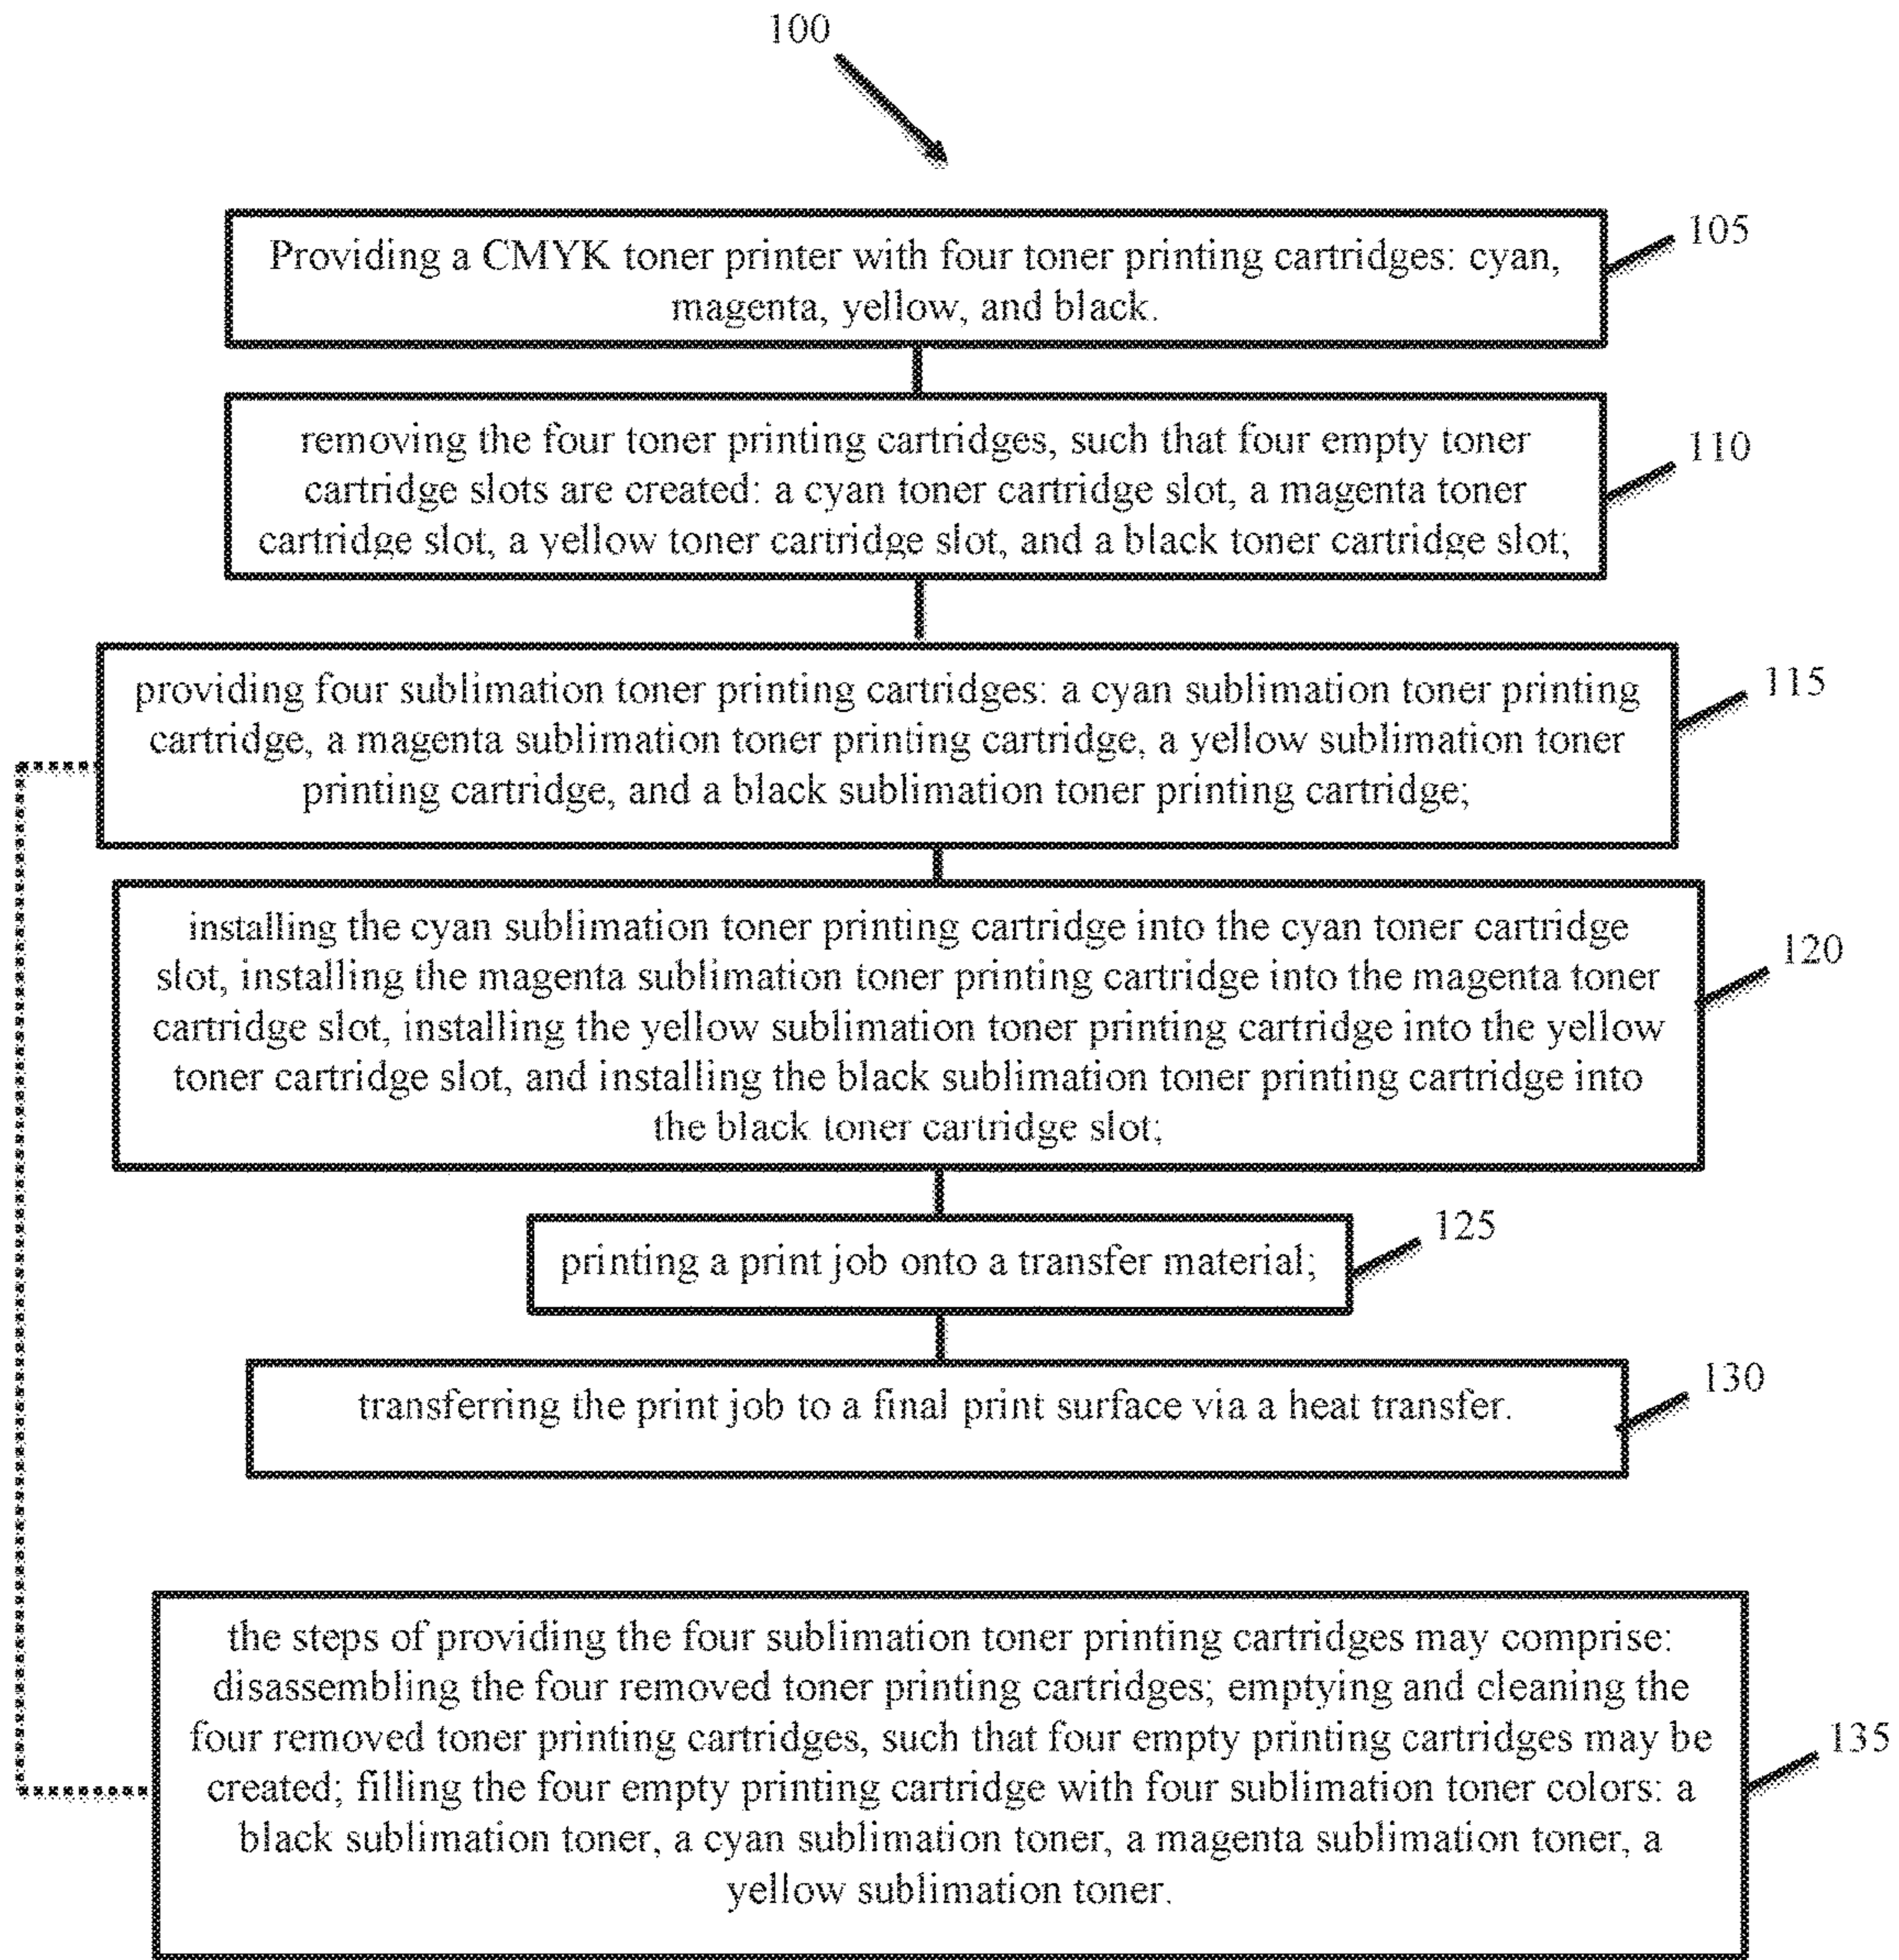 100
Providing a CMYK toner printer with four toner printing cartridges: cyan,
magenta, yellow, and black.
105
removing the four toner printing cartridges, such that four empty toner
cartridge slots are created: a cyan toner cartridge slot, a magenta toner
cartridge slot, a yellow toner cartridge slot, and a black toner cartridge slot;
110
providing four sublimation toner printing cartridges: a cyan sublimation toner printing
cartridge, a magenta sublimation toner printing cartridge, a yellow sublimation toner
printing cartridge, and a black sublimation toner printing cartridge;
115
installing the cyan sublimation toner printing cartridge into the cyan toner cartridge
slot, installing the magenta sublimation toner printing cartridge into the magenta toner
cartridge slot, installing the yellow sublimation toner printing cartridge into the yellow
toner cartridge slot, and installing the black sublimation toner printing cartridge into
the black toner cartridge slot;
120
printing a print job onto a transfer material;
125
transferring the print job to a final print surface via a heat transfer.
130
the steps of providing the four sublimation toner printing cartridges may comprise:
disassembling the four removed toner printing cartridges; emptying and cleaning the
four removed toner printing cartridges, such that four empty printing cartridges may be
created; filling the four empty printing cartridge with four sublimation toner colors: a
black sublimation toner, a cyan sublimation toner, a magenta sublimation toner, a
yellow sublimation toner.
135